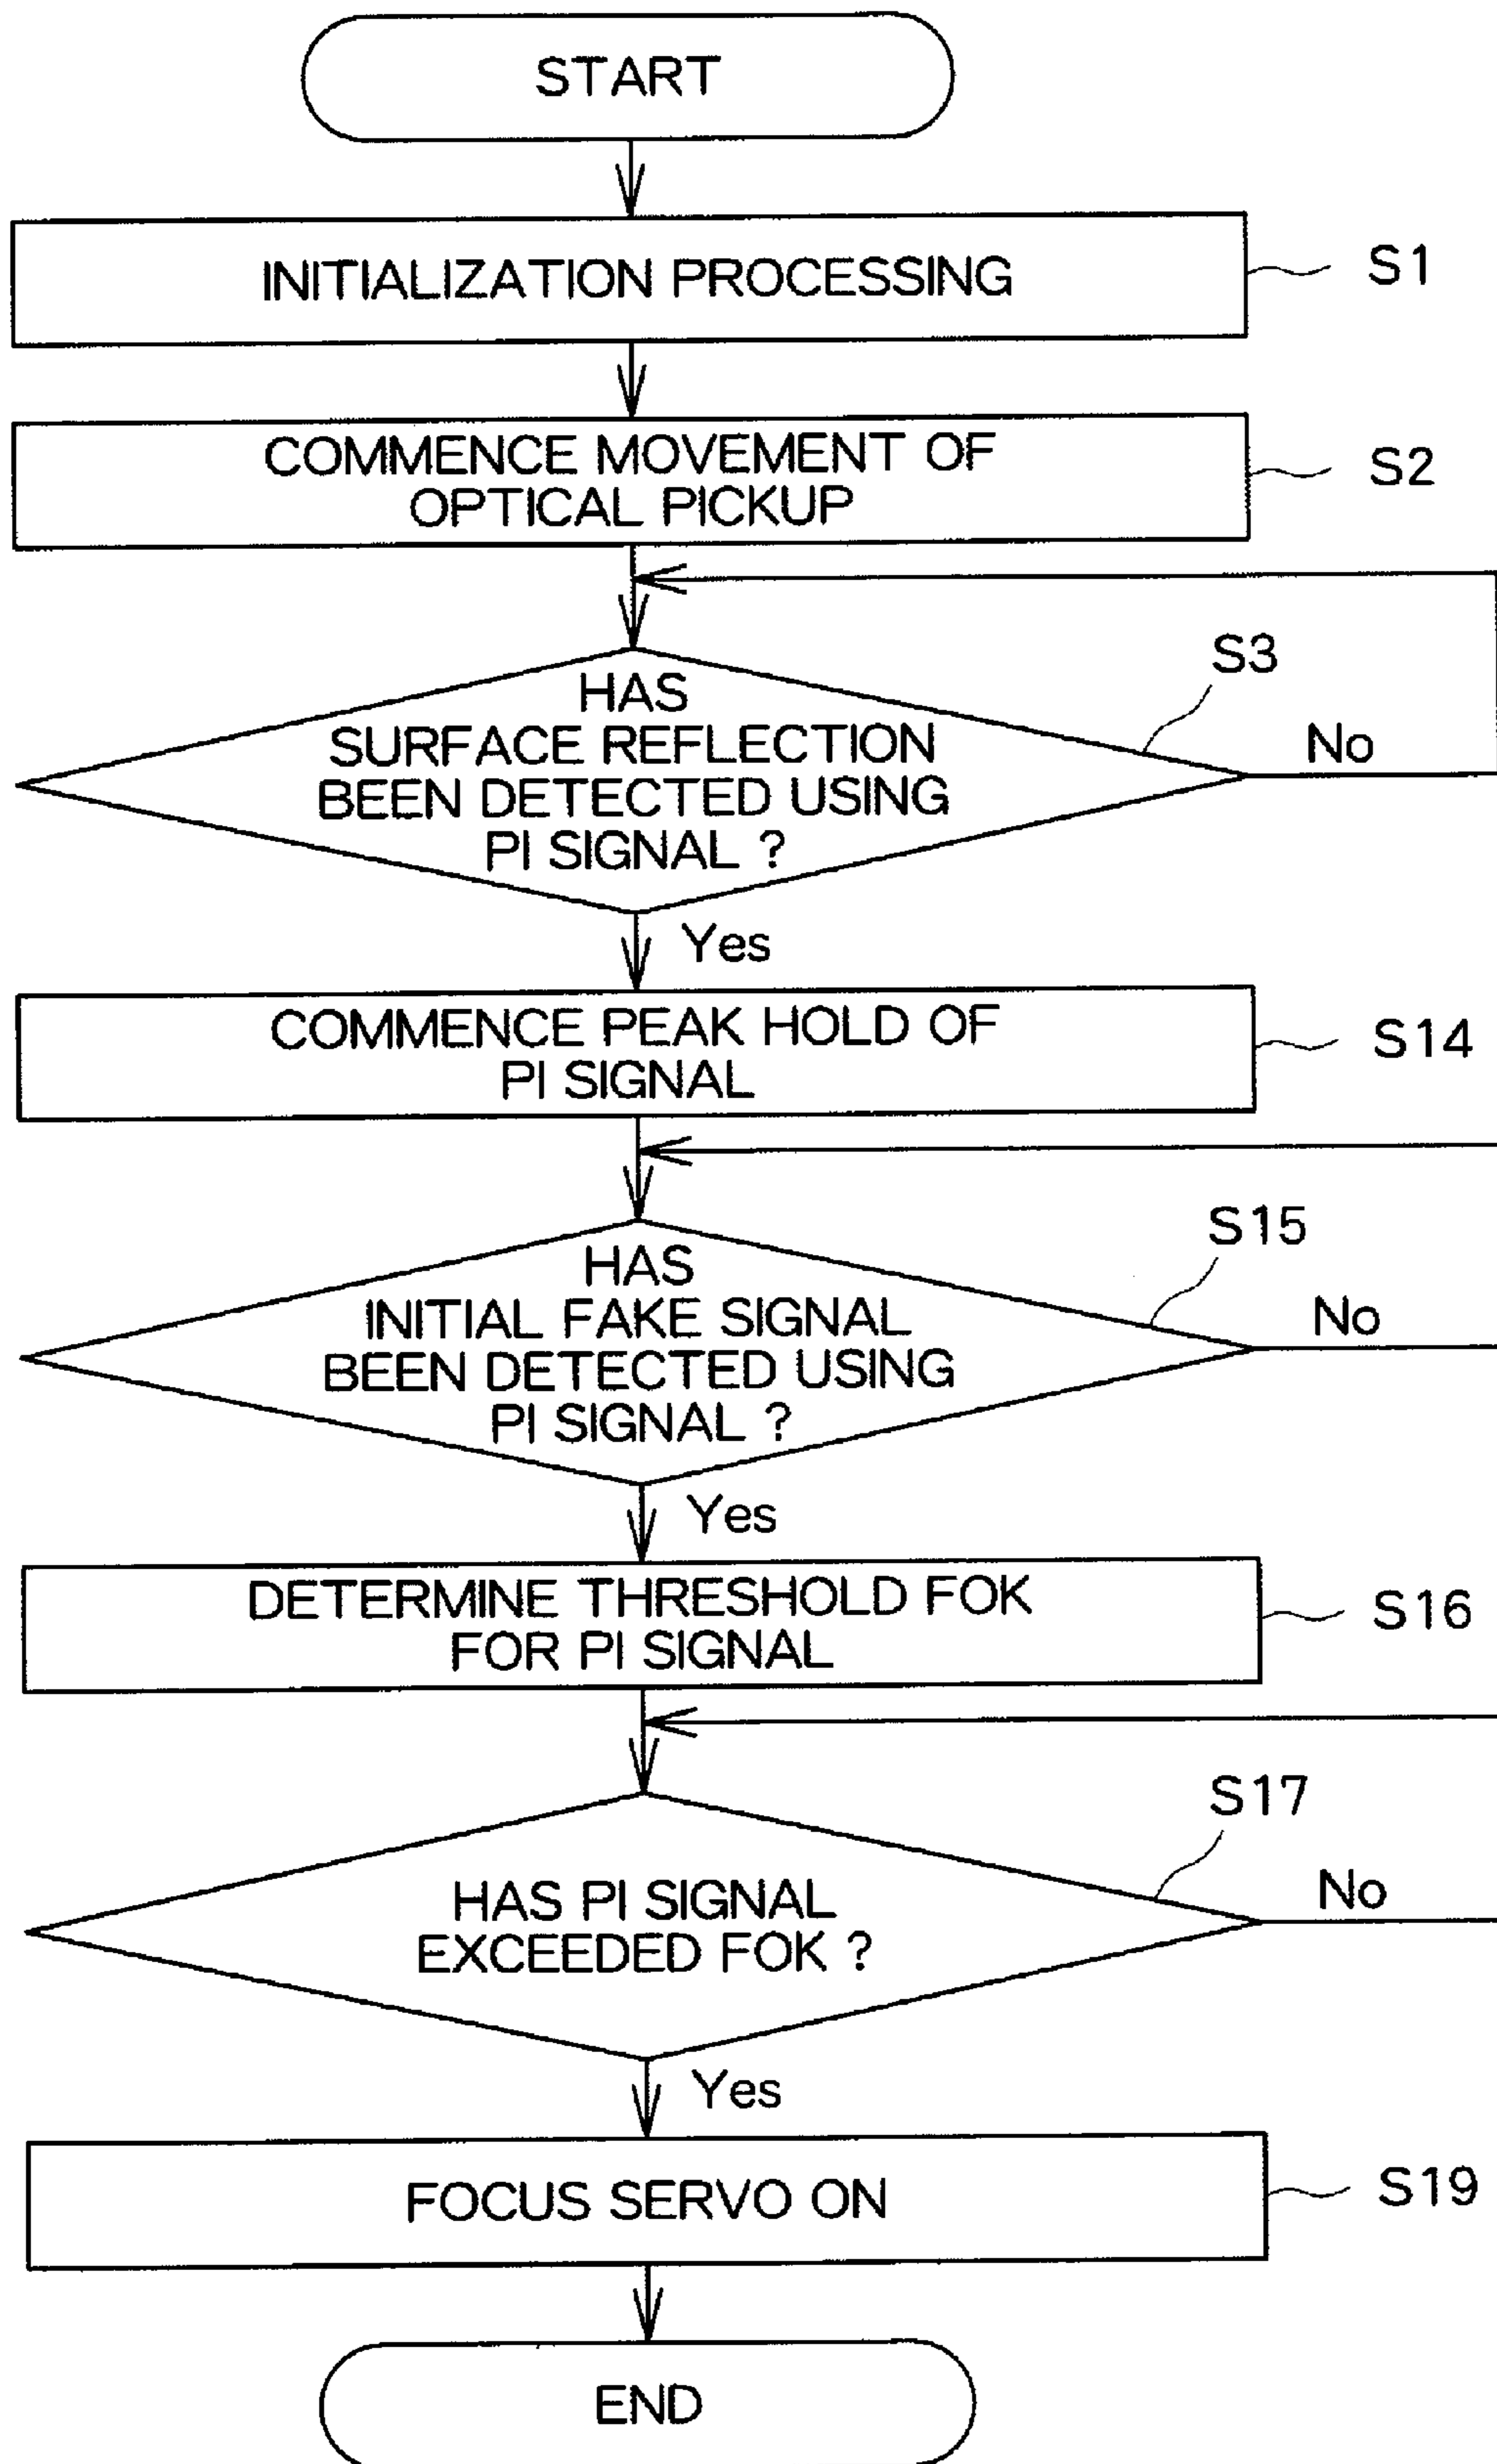 START
INITIALIZATION PROCESSING
S1
COMMENCE MOVEMENT OF
OPTICAL PICKUP
S2
HAS
SURFACE REFLECTION
BEEN DETECTED USING
PI SIGNAL ?
S3
No
Yes
COMMENCE PEAK HOLD OF
PI SIGNAL
S14
HAS
INITIAL FAKE SIGNAL
BEEN DETECTED USING
PI SIGNAL ?
S15
No
Yes
DETERMINE THRESHOLD FOK
FOR PI SIGNAL
S16
HAS PI SIGNAL
EXCEEDED FOK ?
S17
No
Yes
FOCUS SERVO ON
S19
END